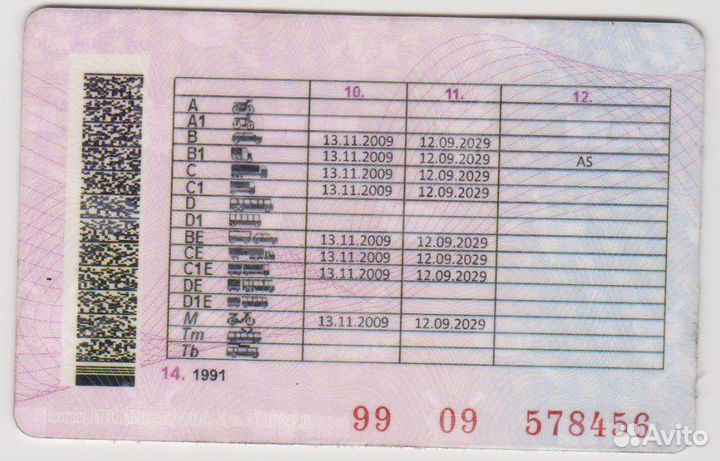 10. 11. 12.
A
A1
B 13.11.2009 12.09.2029
B1 13.11.2009 12.09.2029 AS
C 13.11.2009 12.09.2029
C1 13.11.2009 12.09.2029
D
D1
BE 13.11.2009 12.09.2029
CE 13.11.2009 12.09.2029
C1E 13.11.2009 12.09.2029
DE
D1E
M 13.11.2009 12.09.2029
Tm
Tb
14. 1991
99 09 578456
Avito